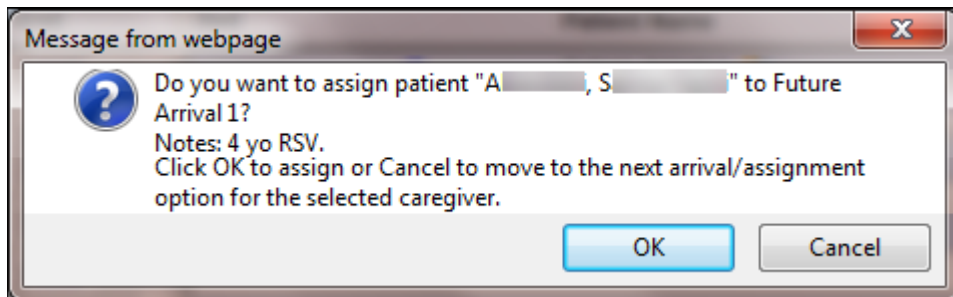 Message from webpage
Do you want to assign patient "A , S " to Future
Arrival 1?
Notes: 4 yo RSV.
Click OK to assign or Cancel to move to the next arrival/assignment
option for the selected caregiver.
OK Cancel